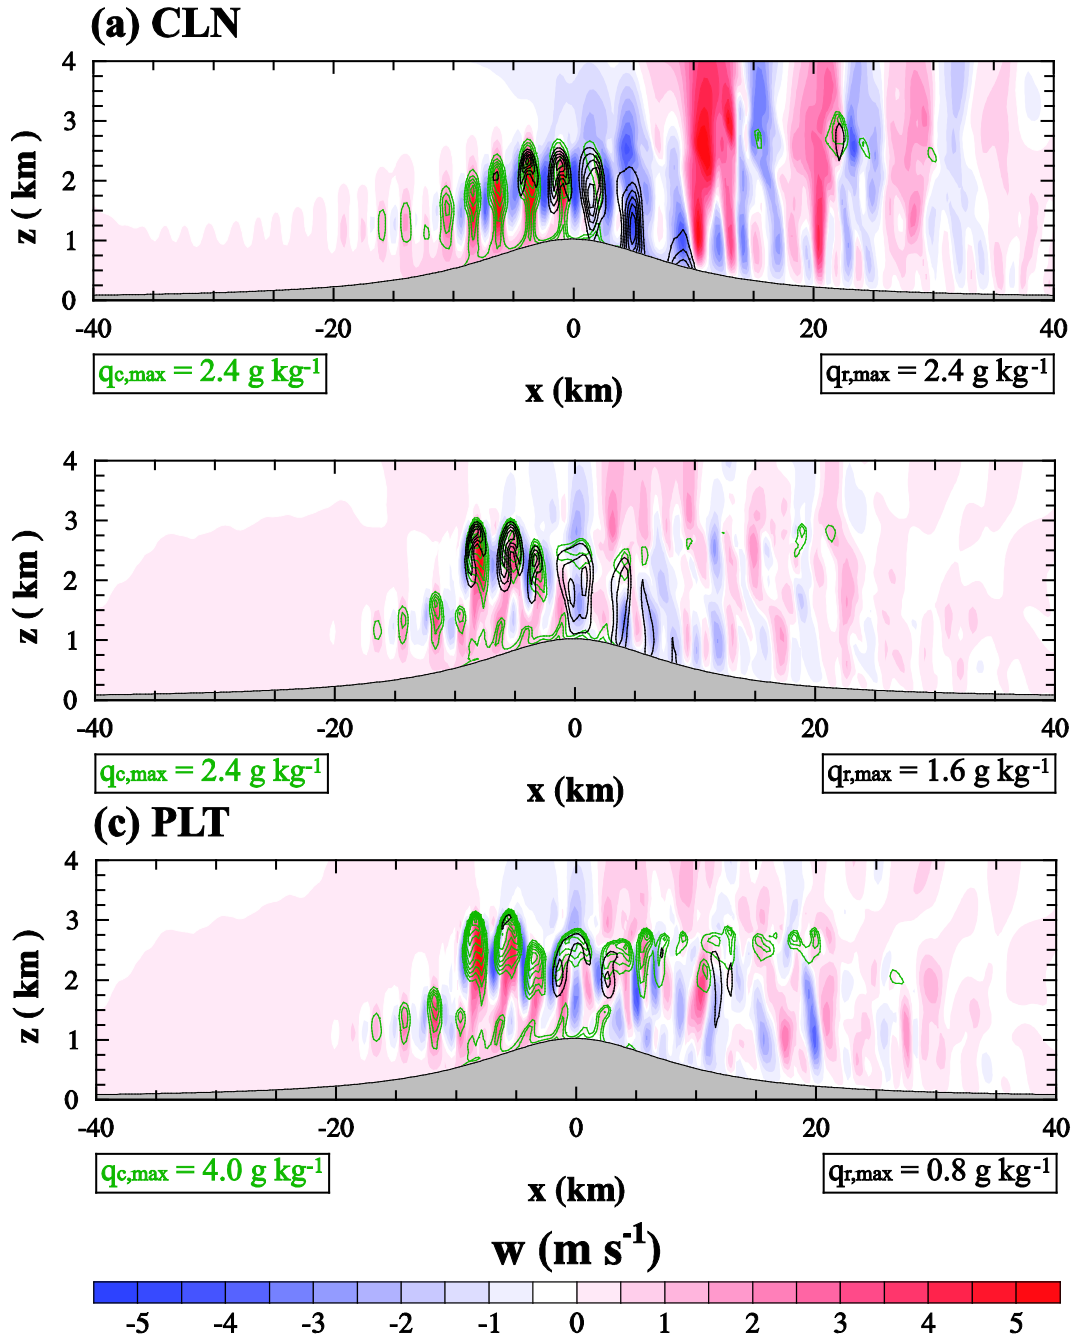 (a) CLN
4
3
2
1
0
z ( km )
-40 -20 0 20 40
qc,max = 2.4 g kg-1
x (km)
qr,max = 2.4 g kg-1
4
3
2
1
0
z ( km )
-40 -20 0 20 40
qc,max = 2.4 g kg-1
x (km)
qr,max = 1.6 g kg-1
(c) PLT
4
3
2
1
0
z ( km )
-40 -20 0 20 40
qc,max = 4.0 g kg-1
x (km)
qr,max = 0.8 g kg-1
w (m s-1)
-5 -4 -3 -2 -1 0 1 2 3 4 5